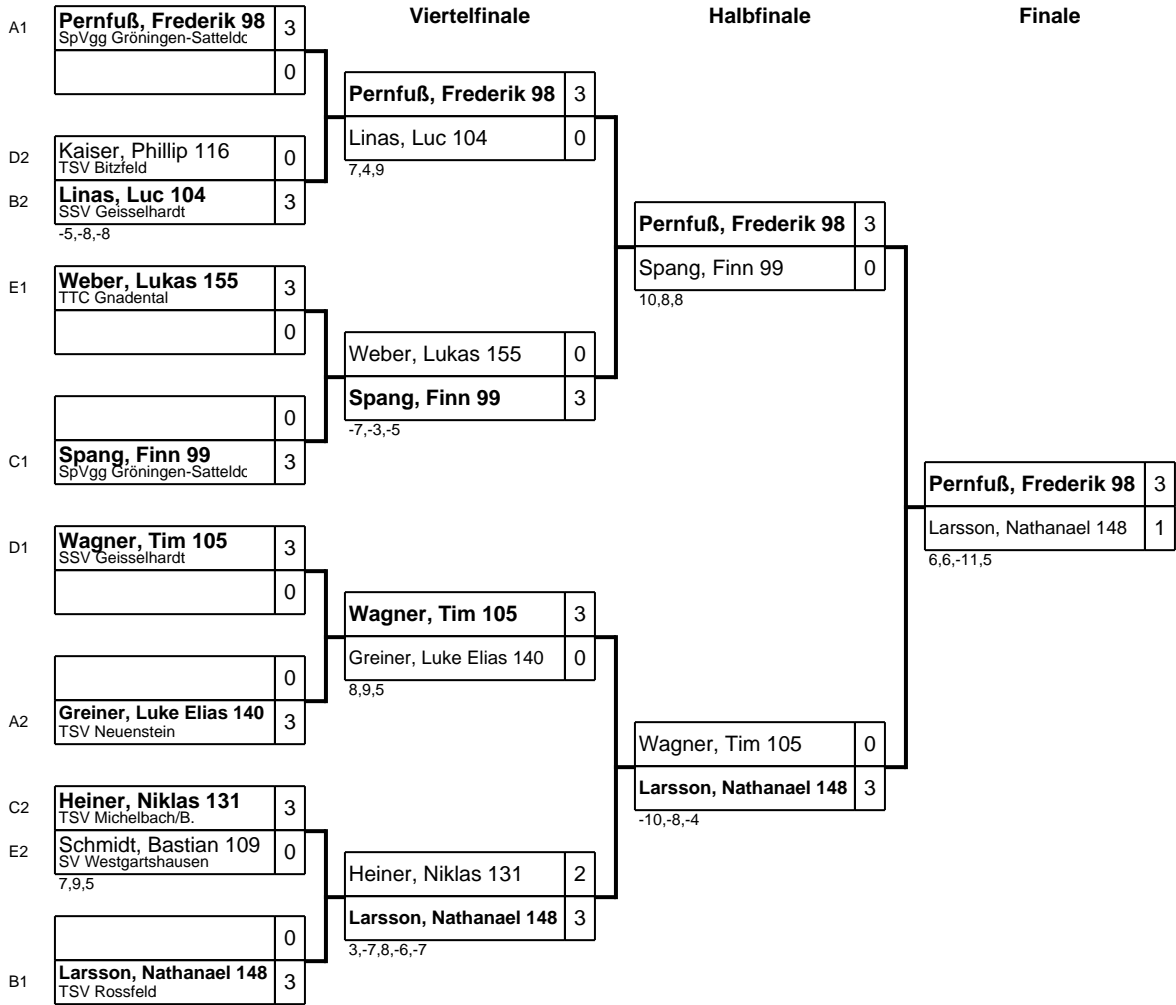 Viertelfinale
Halbfinale
Finale
A1
Pernfuß, Frederik 98
3
SpVgg Gröningen-Satteldc
0
D2
Kaiser, Phillip 116
0
TSV Bitzfeld
B2
Linas, Luc 104
3
SSV Geisselhardt
-5,-8,-8
E1
Weber, Lukas 155
3
TTC Gnadental
0
0
C1
Spang, Finn 99
3
SpVgg Gröningen-Satteldc
D1
Wagner, Tim 105
3
SSV Geisselhardt
0
0
A2
Greiner, Luke Elias 140
3
TSV Neuenstein
C2
Heiner, Niklas 131
3
TSV Michelbach/B.
E2
Schmidt, Bastian 109
0
SV Westgartshausen
7,9,5
0
B1
Larsson, Nathanael 148
3
TSV Rossfeld
Pernfuß, Frederik 98
3
Linas, Luc 104
0
7,4,9
Weber, Lukas 155
0
Spang, Finn 99
3
-7,-3,-5
Wagner, Tim 105
3
Greiner, Luke Elias 140
0
8,9,5
Heiner, Niklas 131
2
Larsson, Nathanael 148
3
3,-7,8,-6,-7
Pernfuß, Frederik 98
3
Spang, Finn 99
0
10,8,8
Wagner, Tim 105
0
Larsson, Nathanael 148
3
-10,-8,-4
Pernfuß, Frederik 98
3
Larsson, Nathanael 148
1
6,6,-11,5